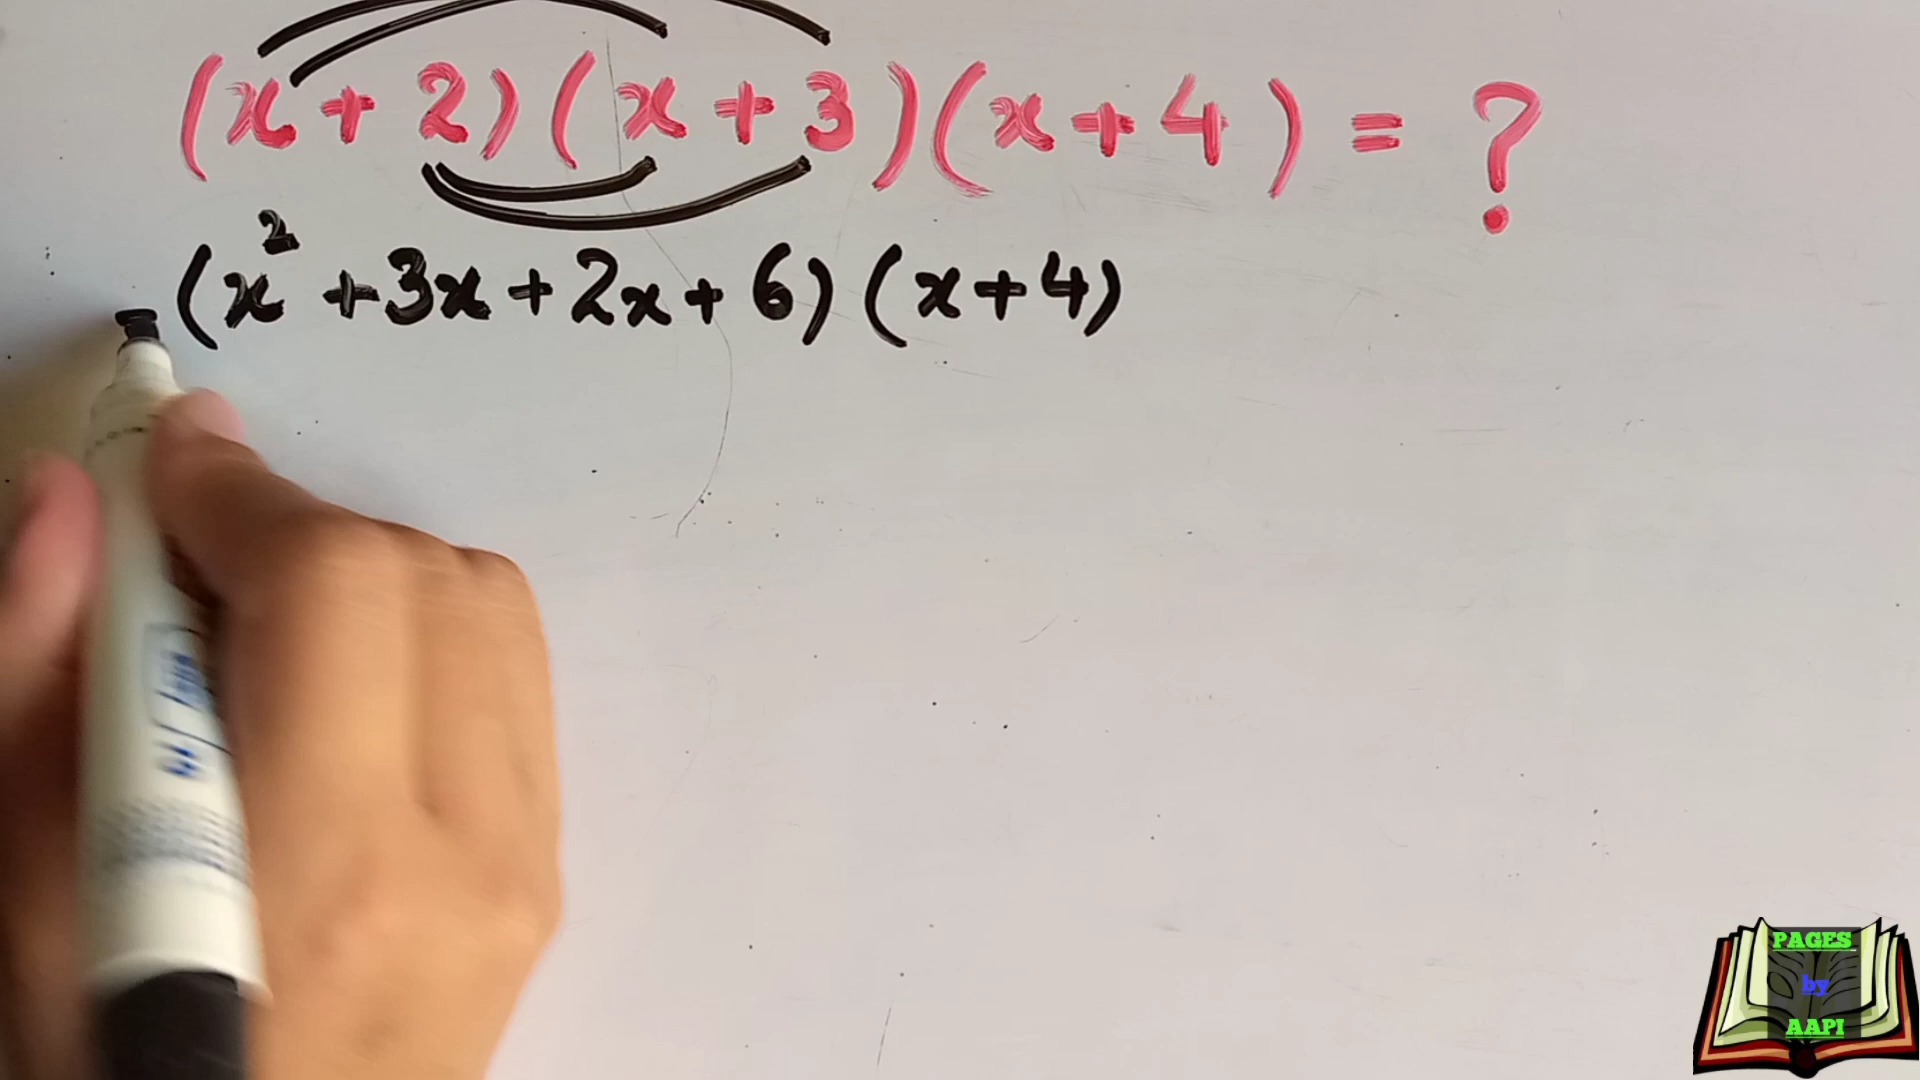 (x + 2) (x + 3) (x + 4) = ?
(x² + 3x + 2x + 6) (x + 4)
PAGES
by
AAPI